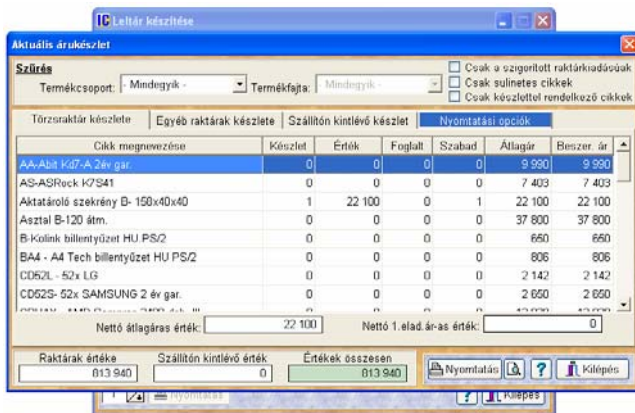 Leltár készítése
Aktuális árukészlet
Szűrés
Termékcsoport: - Mindegyik - Termékfajta: - Mindegyik -
Csak a szigorított raktárkiadásúak
Csak sulinetes cikkek
Csak készlettel rendelkező cikkek
Törzsraktár készlete Egyéb raktárak készlete Szállítón kintlévő készlet Nyomtatási opciók
Cikk megnevezése Készlet Érték Foglalt Szabad Átlagár Beszer. ár
AA-Abit Kd7-A 2év gar. 0 0 0 0 9 990 9 990
AS-ASRock K7S41 0 0 0 0 7 403 7 403
Aktatároló szekrény B- 158x40x40 1 22 100 0 1 22 100 22 100
Asztal B-120 átm. 0 0 0 0 37 800 37 800
B-Kolink billentyűzet HU PS/2 0 0 0 0 650 650
BA4 - A4 Tech billentyűzet HU PS/2 0 0 0 0 806 806
CD52L - 52x LG 0 0 0 0 2 142 2 142
CD52S- 52x SAMSUNG 2 év gar. 0 0 0 0 2 650 2 650
Nettó átlagáras érték: 22 100 Nettó 1.elad.ár-as érték: 0
Raktárak értéke Szállítón kintlévő érték Értékek összesen
813 940 0 813 940 Nyomtatás ? Kilépés
Nyomtatás ? Kilépés